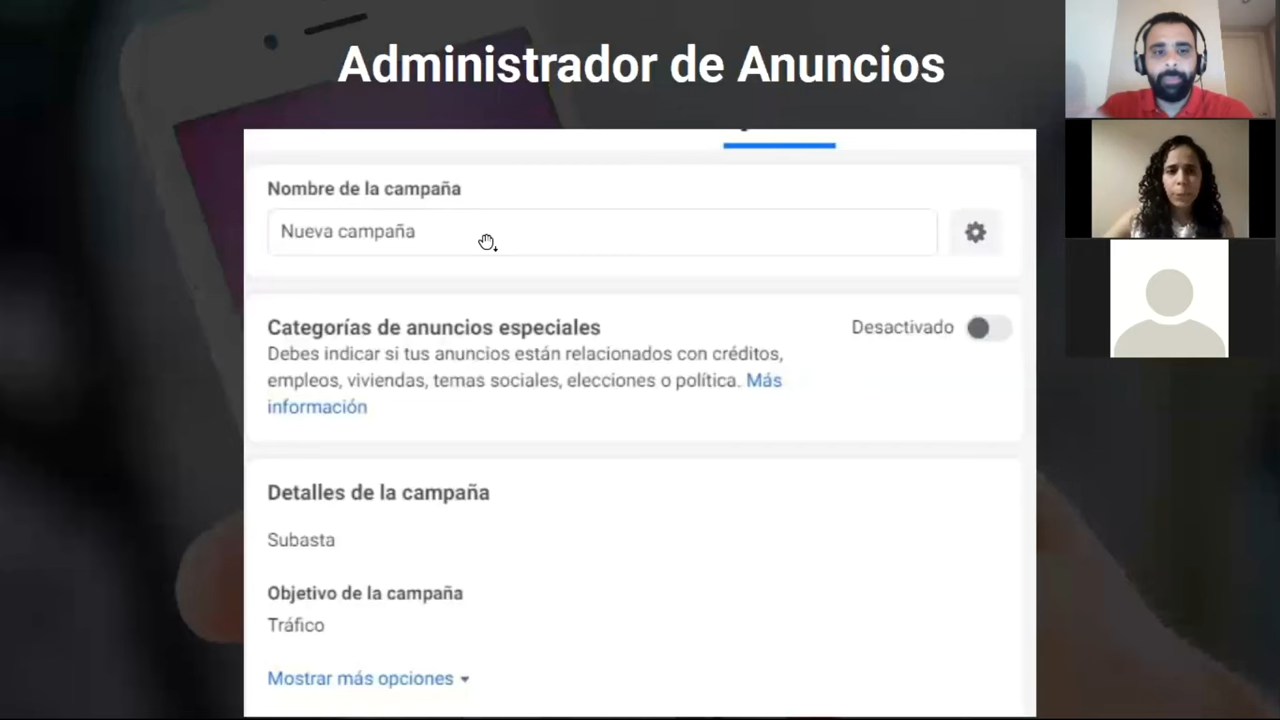 Administrador de Anuncios
Nombre de la campaña
Nueva campaña
Categorías de anuncios especiales
Desactivado
Debes indicar si tus anuncios están relacionados con créditos,
empleos, viviendas, temas sociales, elecciones o política. Más
información
Detalles de la campaña
Subasta
Objetivo de la campaña
Tráfico
Mostrar más opciones